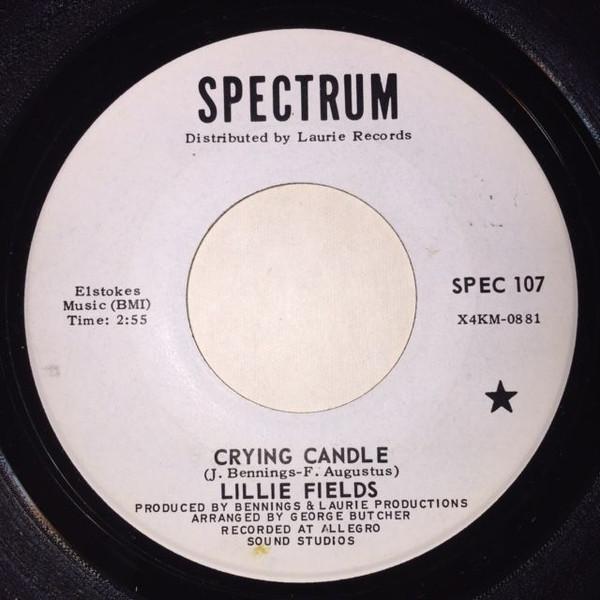 SPECTRUM
Distributed by Laurie Records
Elstokes
Music (BMI)
Time: 2:55
SPEC 107
X4KM-0881
CRYING CANDLE
(J. Bennings-F. Augustus)
LILLIE FIELDS
PRODUCED BY BENNINGS & LAURIE PRODUCTIONS
ARRANGED BY GEORGE BUTCHER
RECORDED AT ALLEGRO
SOUND STUDIOS